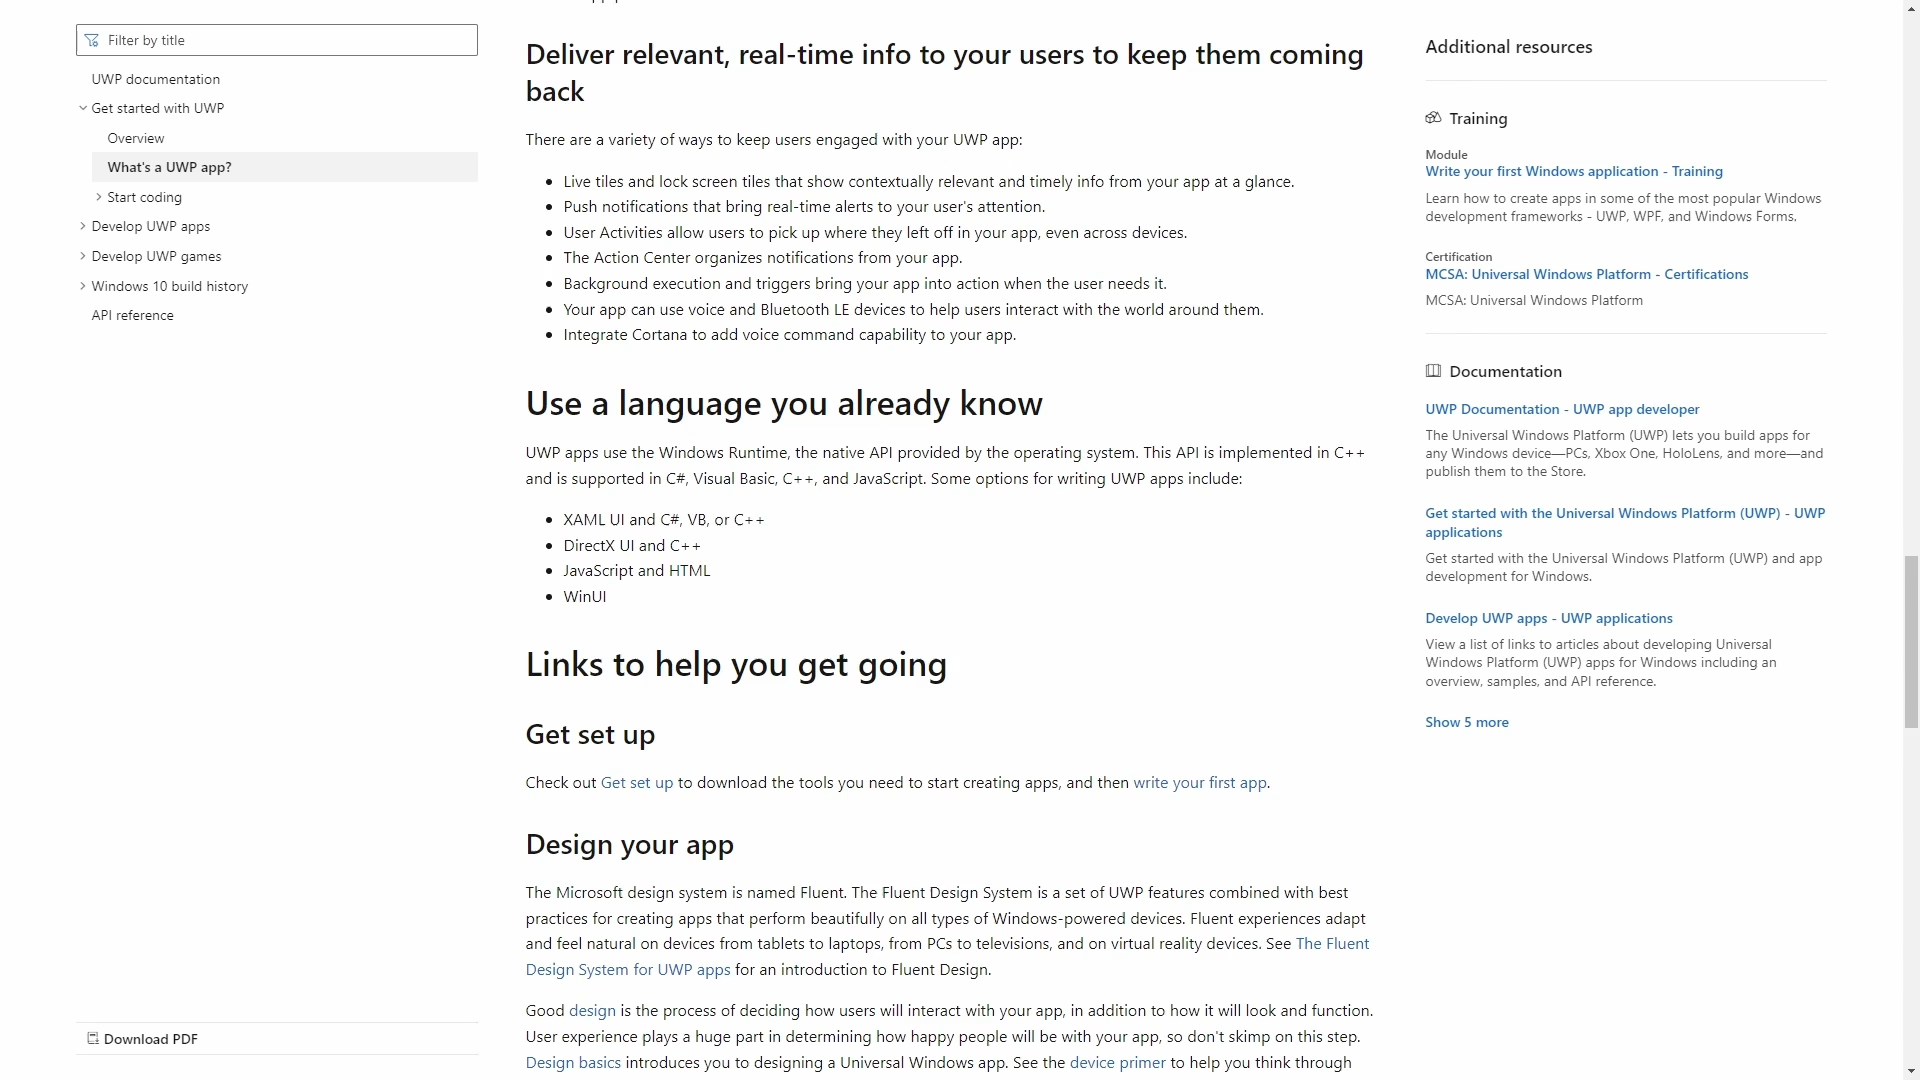 Filter by title
UWP documentation
Get started with UWP
Overview
What's a UWP app?
Start coding
Develop UWP apps
Develop UWP games
Windows 10 build history
API reference
Download PDF
Deliver relevant, real-time info to your users to keep them coming
back
There are a variety of ways to keep users engaged with your UWP app:
Live tiles and lock screen tiles that show contextually relevant and timely info from your app at a glance.
Push notifications that bring real-time alerts to your user's attention.
User Activities allow users to pick up where they left off in your app, even across devices.
The Action Center organizes notifications from your app.
Background execution and triggers bring your app into action when the user needs it.
Your app can use voice and Bluetooth LE devices to help users interact with the world around them.
Integrate Cortana to add voice command capability to your app.
Use a language you already know
UWP apps use the Windows Runtime, the native API provided by the operating system. This API is implemented in C++
and is supported in C#, Visual Basic, C++, and JavaScript. Some options for writing UWP apps include:
XAML UI and C#, VB, or C++
DirectX UI and C++
JavaScript and HTML
WinUI
Links to help you get going
Get set up
Check out Get set up to download the tools you need to start creating apps, and then write your first app.
Design your app
The Microsoft design system is named Fluent. The Fluent Design System is a set of UWP features combined with best
practices for creating apps that perform beautifully on all types of Windows-powered devices. Fluent experiences adapt
and feel natural on devices from tablets to laptops, from PCs to televisions, and on virtual reality devices. See The Fluent
Design System for UWP apps for an introduction to Fluent Design.
Good design is the process of deciding how users will interact with your app, in addition to how it will look and function.
User experience plays a huge part in determining how happy people will be with your app, so don't skimp on this step.
Design basics introduces you to designing a Universal Windows app. See the device primer to help you think through
Additional resources
Training
Module
Write your first Windows application - Training
Learn how to create apps in some of the most popular Windows
development frameworks - UWP, WPF, and Windows Forms.
Certification
MCSA: Universal Windows Platform - Certifications
MCSA: Universal Windows Platform
Documentation
UWP Documentation - UWP app developer
The Universal Windows Platform (UWP) lets you build apps for
any Windows device—PCs, Xbox One, HoloLens, and more—and
publish them to the Store.
Get started with the Universal Windows Platform (UWP) - UWP
applications
Get started with the Universal Windows Platform (UWP) and app
development for Windows.
Develop UWP apps - UWP applications
View a list of links to articles about developing Universal
Windows Platform (UWP) apps for Windows including an
overview, samples, and API reference.
Show 5 more